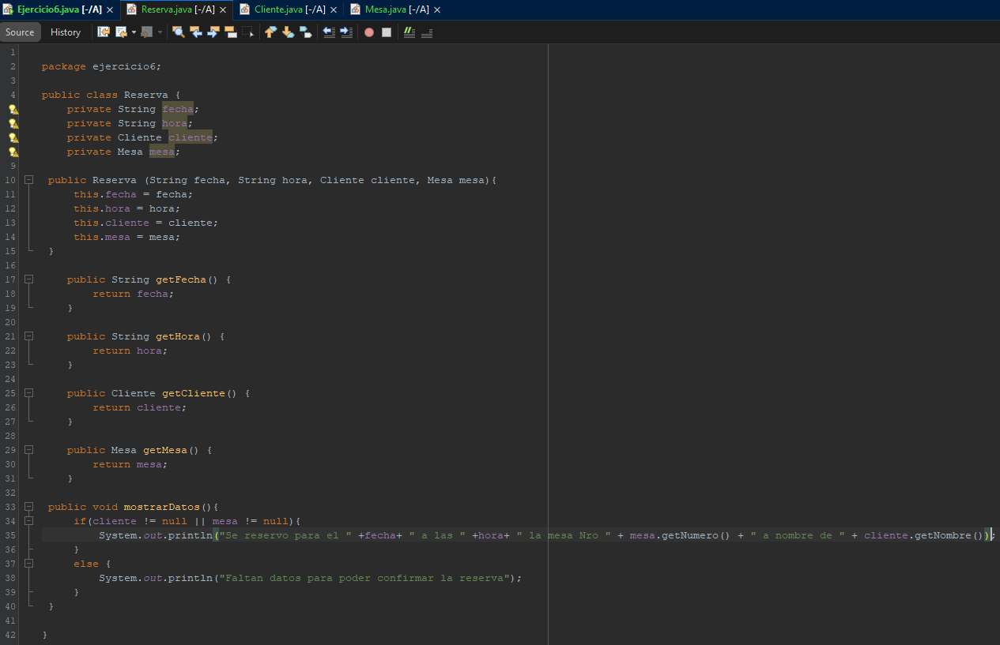 Ejercicio6.java [-/A] × Reserva.java [-/A] × Cliente.java [-/A] × Mesa.java [-/A] ×
Source History
1
2 package ejercicio6;
3
4 public class Reserva {
private String fecha;
private String hora;
private Cliente cliente;
private Mesa mesa;
9
10 public Reserva (String fecha, String hora, Cliente cliente, Mesa mesa){
11 this.fecha = fecha;
12 this.hora = hora;
13 this.cliente = cliente;
14 this.mesa = mesa;
15 }
16
17 public String getFecha() {
18 return fecha;
19 }
20
21 public String getHora() {
22 return hora;
23 }
24
25 public Cliente getCliente() {
26 return cliente;
27 }
28
29 public Mesa getMesa() {
30 return mesa;
31 }
32
33 public void mostrarDatos(){
34 if(cliente != null || mesa != null){
35 System.out.println("Se reservo para el " +fecha+ " a las " +hora+ " la mesa Nro " + mesa.getNumero() + " a nombre de " + cliente.getNombre());
36 }
37 else {
38 System.out.println("Faltan datos para poder confirmar la reserva");
39 }
40 }
41
42 }